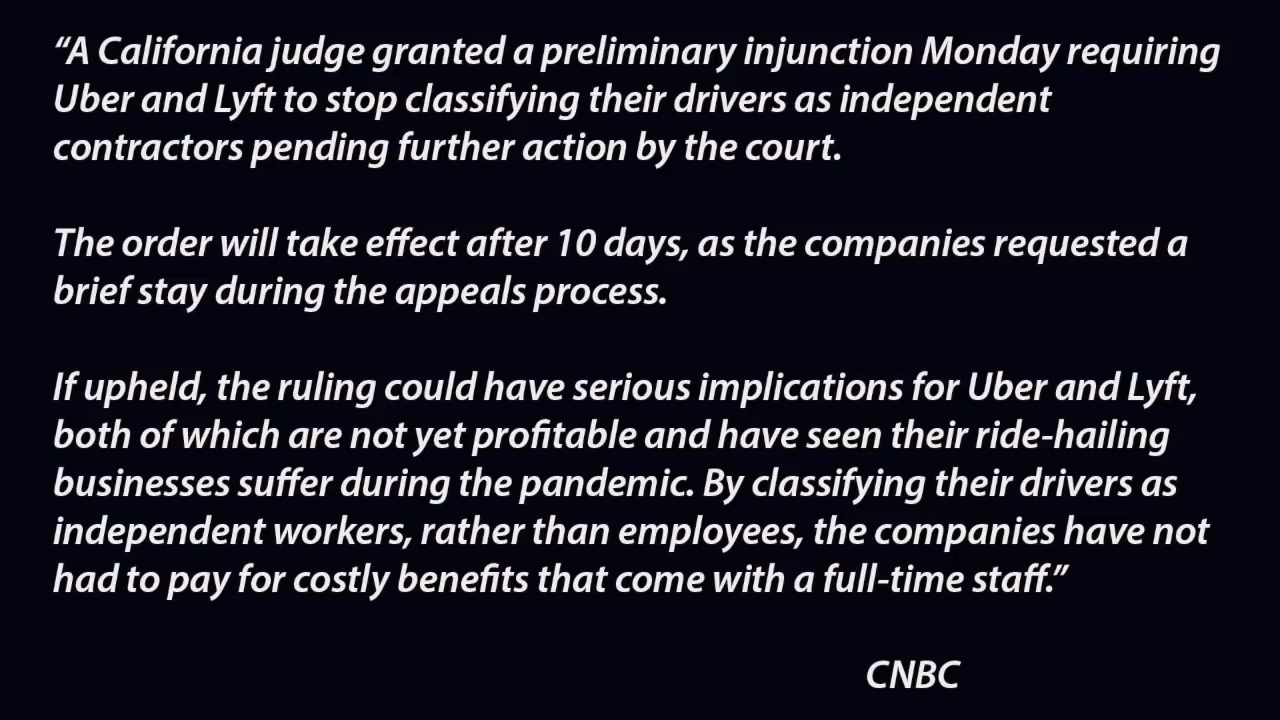 “A California judge granted a preliminary injunction Monday requiring
Uber and Lyft to stop classifying their drivers as independent
contractors pending further action by the court.
The order will take effect after 10 days, as the companies requested a
brief stay during the appeals process.
If upheld, the ruling could have serious implications for Uber and Lyft,
both of which are not yet profitable and have seen their ride-hailing
businesses suffer during the pandemic. By classifying their drivers as
independent workers, rather than employees, the companies have not
had to pay for costly benefits that come with a full-time staff.”
CNBC